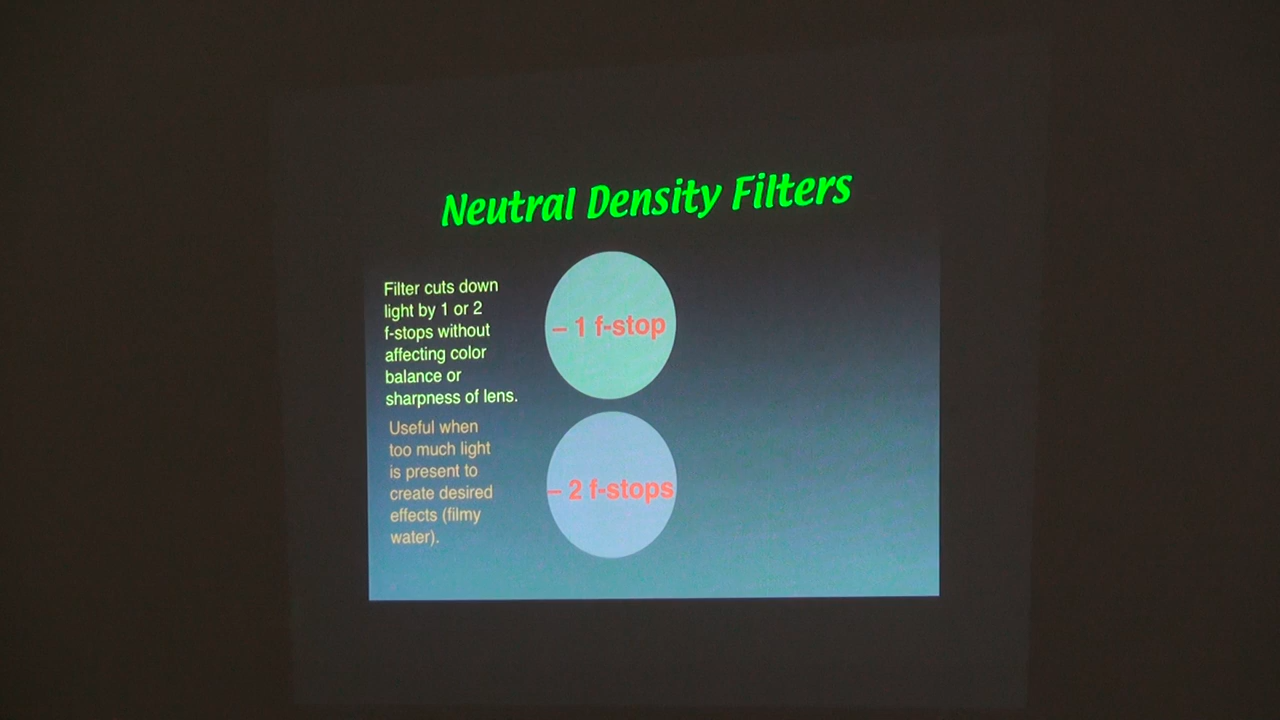 Neutral Density Filters
Filter cuts down
light by 1 or 2
f-stops without
affecting color
balance or
sharpness of lens.
Useful when
too much light
is present to
create desired
effects (filmy
water).
– 1 f-stop
– 2 f-stops